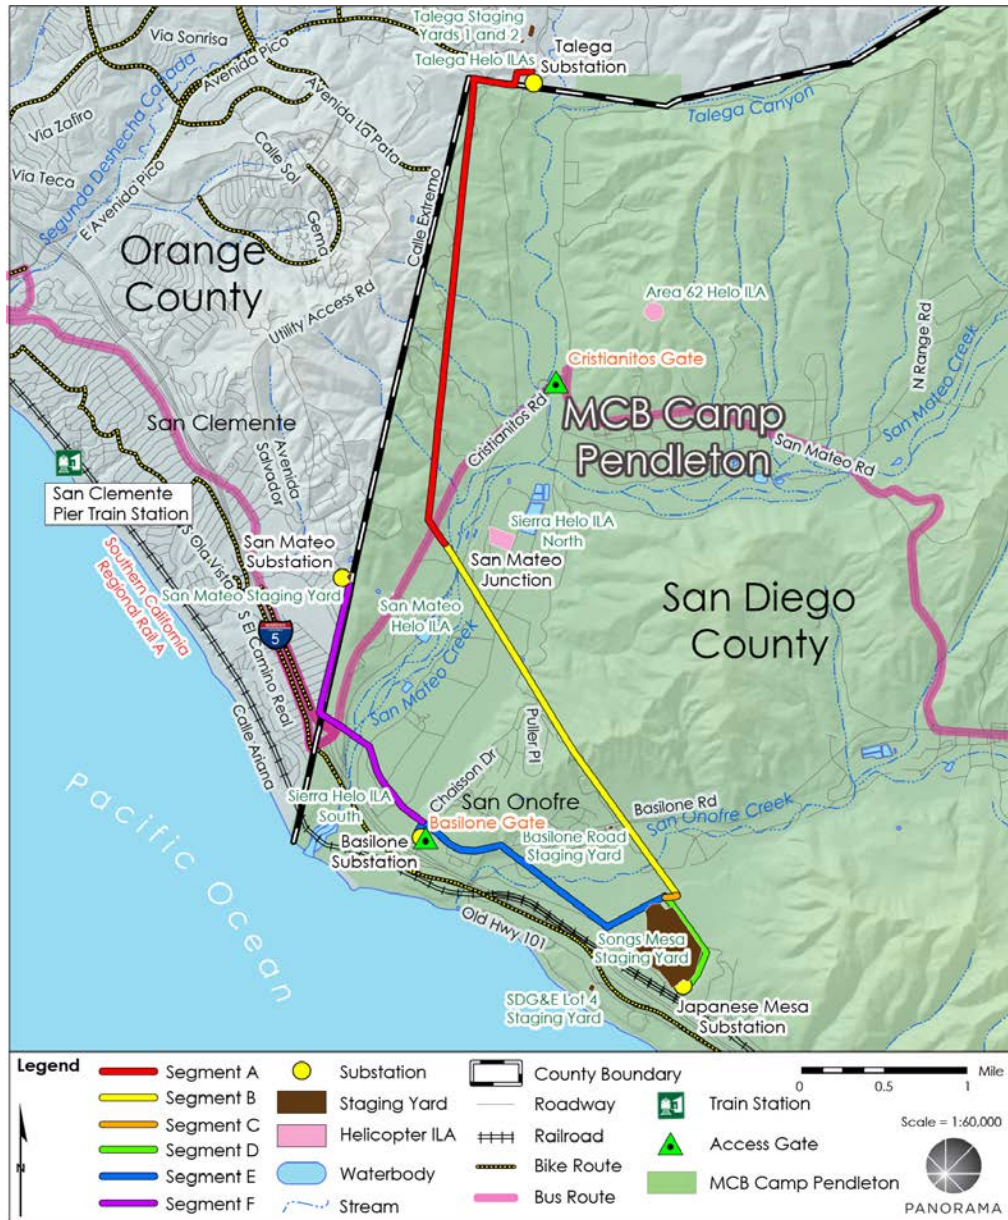 Talega Staging
Yards 1 and 2
Talega
Substation
Talega Helo ILAs
Via Sonrisa
Avenida Pico
Segunda Deshecha Cañada
Avenida La Pata
Talega Canyon
Via Zafiro
Calle Sol
Via Teca
E Avenida Pico
Gema
Calle Extremo
Orange
County
Utility Access Rd
Area 62 Helo ILA
N Range Rd
Cristianitos Gate
San Mateo Creek
Cristianitos Rd
MCB Camp
Pendleton
San Clemente
Avenida
Salvador
San Mateo Rd
San Clemente
Pier Train Station
Sierra Helo ILA
North
San Mateo
Substation
San Mateo
Junction
S Ola Vista
San Mateo Staging Yard
Southern California
Regional Rail A
San Mateo
Helo ILA
San Diego
County
5
S El Camino Real
San Mateo Creek
Calle Ariana
Puller Pl
Chaisson Dr
Pacific Ocean
Sierra Helo ILA
South
San Onofre
Basilone Rd
San Onofre Creek
Basilone Gate
Basilone
Substation
Basilone Road
Staging Yard
Old Hwy 101
Songs Mesa
Staging Yard
SDG&E Lot 4
Staging Yard
Japanese Mesa
Substation
Legend
Segment A
Segment B
Segment C
Segment D
Segment E
Segment F
Substation
Staging Yard
Helicopter ILA
Waterbody
Stream
County Boundary
Roadway
Railroad
Bike Route
Bus Route
Mile
0 0.5 1
Train Station
Access Gate
MCB Camp Pendleton
Scale = 1:60,000
N
PANORAMA